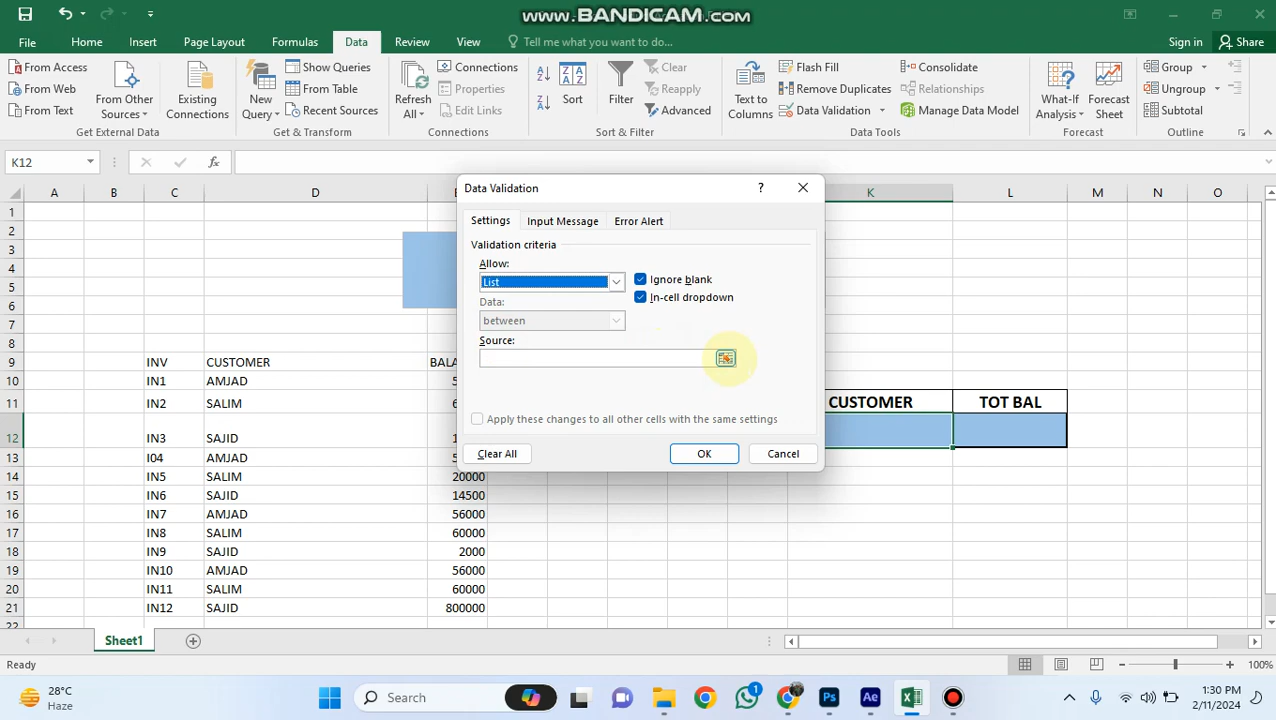 www.BANDICAM.com
File Home Insert Page Layout Formulas Data Review View Tell me what you want to do... Sign in Share
From Access
From Web
From Text
From Other Sources
Existing Connections
Get External Data
New Query
Show Queries
From Table
Recent Sources
Get & Transform
Refresh All
Connections
Properties
Edit Links
Connections
Sort
Filter
Clear
Reapply
Advanced
Sort & Filter
Text to Columns
Flash Fill
Remove Duplicates
Data Validation
Consolidate
Relationships
Manage Data Model
Data Tools
What-If Analysis
Forecast Sheet
Forecast
Group
Ungroup
Subtotal
Outline
K12
fx
A B C D K L M N O
Data Validation
?
Settings Input Message Error Alert
Validation criteria
Allow:
List
Ignore blank
Data:
In-cell dropdown
between
Source:
Apply these changes to all other cells with the same settings
Clear All OK Cancel
1
2
3
4
5
6
7
8
9 INV CUSTOMER
10 IN1 AMJAD
11 IN2 SALIM CUSTOMER TOT BAL
12 IN3 SAJID
13 I04 AMJAD
14 IN5 SALIM 20000
15 IN6 SAJID 14500
16 IN7 AMJAD 56000
17 IN8 SALIM 60000
18 IN9 SAJID 2000
19 IN10 AMJAD 56000
20 IN11 SALIM 60000
21 IN12 SAJID 800000
22
Sheet1
Ready 100%
28°C
Haze
Search
1
Ps
Ae
1:30 PM
2/11/2024